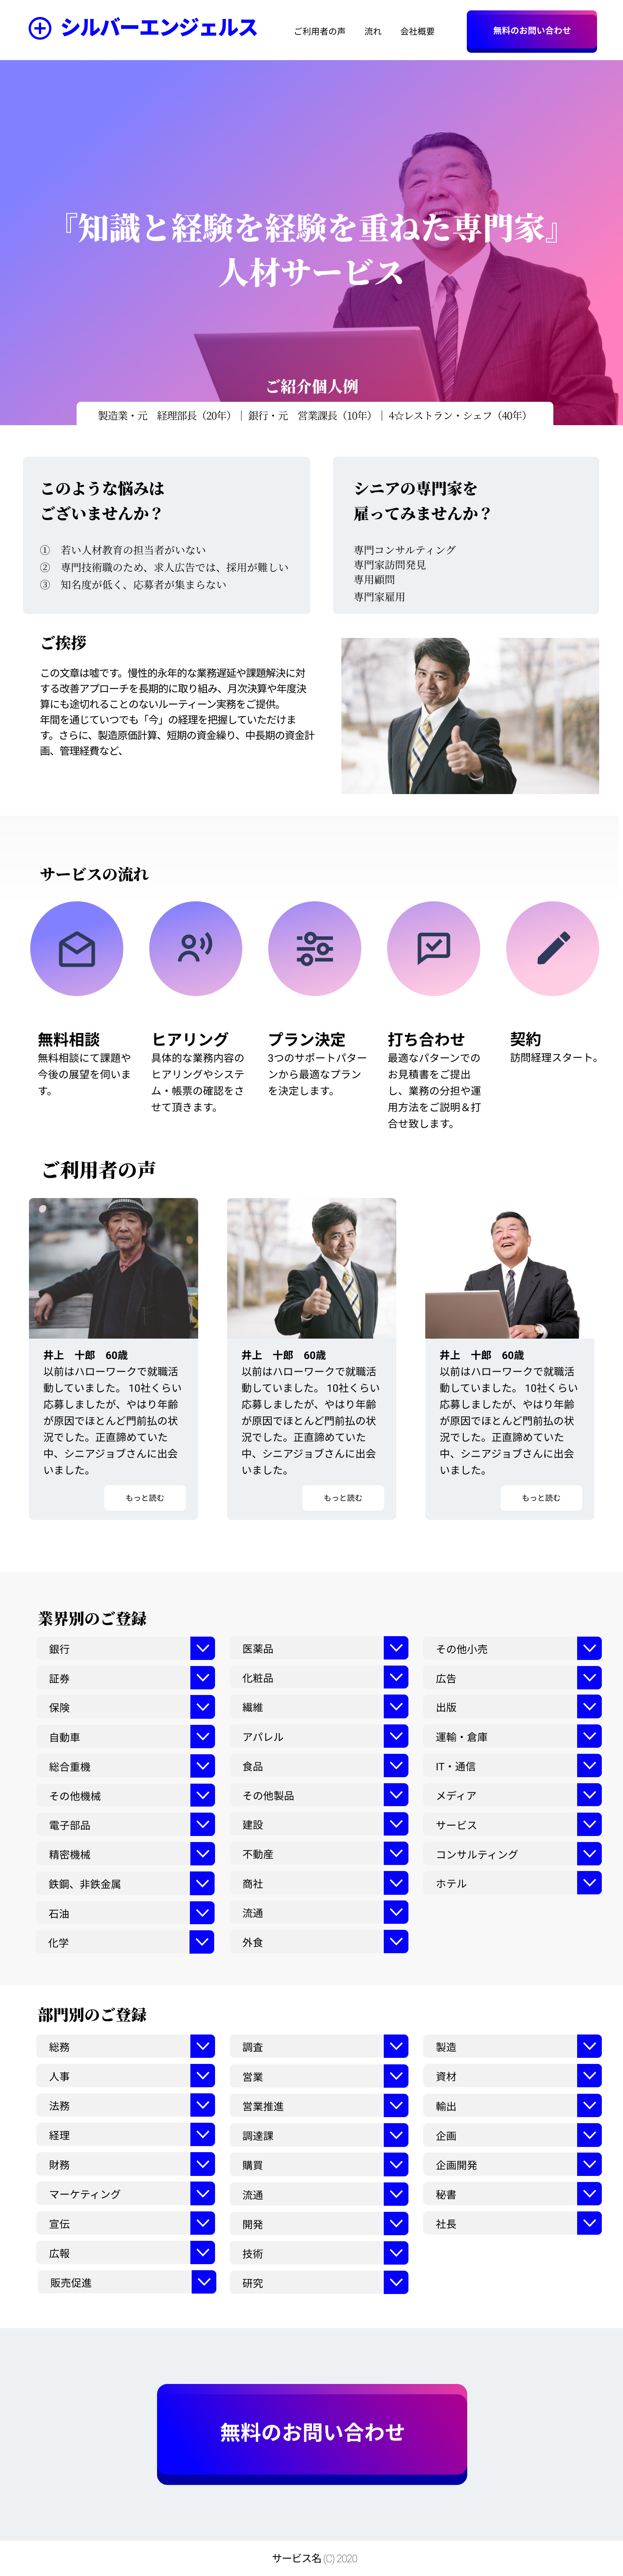 シルバーエンジェルス
ご利用者の声
流れ
会社概要
無料のお問い合わせ
『知識と経験を経験を重ねた専門家』
人材サービス
ご紹介個人例
製造業・元　経理部長（20年）｜ 銀行・元　営業課長（10年）｜ 4☆レストラン・シェフ（40年）
このような悩みは
ございませんか？
①　若い人材教育の担当者がいない
②　専門技術職のため、求人広告では、採用が難しい
③　知名度が低く、応募者が集まらない
シニアの専門家を
雇ってみませんか？
専門コンサルティング
専門家訪問発見
専用顧問
専門家雇用
ご挨拶
この文章は嘘です。慢性的永年的な業務遅延や課題解決に対
する改善アプローチを長期的に取り組み、月次決算や年度決
算にも途切れることのないルーティーン実務をご提供。
年間を通じていつでも「今」の経理を把握していただけま
す。さらに、製造原価計算、短期の資金繰り、中長期の資金計
画、管理経費など、
サービスの流れ
無料相談
無料相談にて課題や
今後の展望を伺いま
す。
ヒアリング
具体的な業務内容の
ヒアリングやシステ
ム・帳票の確認をさ
せて頂きます。
プラン決定
3つのサポートパター
ンから最適なプラン
を決定します。
打ち合わせ
最適なパターンでの
お見積書をご提出
し、業務の分担や運
用方法をご説明＆打
合せ致します。
契約
訪問経理スタート。
ご利用者の声
井上　十郎　60歳
以前はハローワークで就職活
動していました。 10社くらい
応募しましたが、やはり年齢
が原因でほとんど門前払の状
況でした。正直諦めていた
中、シニアジョブさんに出会
いました。
もっと読む
井上　十郎　60歳
以前はハローワークで就職活
動していました。 10社くらい
応募しましたが、やはり年齢
が原因でほとんど門前払の状
況でした。正直諦めていた
中、シニアジョブさんに出会
いました。
もっと読む
井上　十郎　60歳
以前はハローワークで就職活
動していました。 10社くらい
応募しましたが、やはり年齢
が原因でほとんど門前払の状
況でした。正直諦めていた
中、シニアジョブさんに出会
いました。
もっと読む
業界別のご登録
銀行
証券
保険
自動車
総合重機
その他機械
電子部品
精密機械
鉄鋼、非鉄金属
石油
化学
医薬品
化粧品
繊維
アパレル
食品
その他製品
建設
不動産
商社
流通
外食
その他小売
広告
出版
運輸・倉庫
IT・通信
メディア
サービス
コンサルティング
ホテル
部門別のご登録
総務
人事
法務
経理
財務
マーケティング
宣伝
広報
販売促進
調査
営業
営業推進
調達課
購買
流通
開発
技術
研究
製造
資材
輸出
企画
企画開発
秘書
社長
無料のお問い合わせ
サービス名 (C) 2020